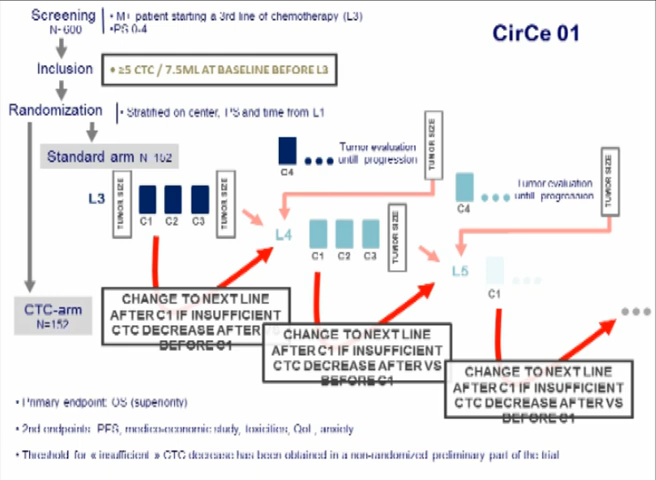 Screening
N- 600
• M+ patient starting a 3rd line of chemotherapy (L3)
•PS 0-4
CirCe 01
Inclusion
• ≥5 CTC / 7.5ML AT BASELINE BEFORE L3
Randomization
• Stratified on center, PS and time from L1
Standard arm N 152
L3
TUMOR SIZE
C1
C2
C3
TUMOR SIZE
C4
Tumor evaluation
untill progression
TUMOR SIZE
L4
C1
C2
C3
TUMOR SIZE
C4
Tumor evaluation
untill progression
TUMOR SIZE
L5
C1
CTC-arm
N=152
CHANGE TO NEXT LINE
AFTER C1 IF INSUFFICIENT
CTC DECREASE AFTER VS
BEFORE C1
CHANGE TO NEXT LINE
AFTER C1 IF INSUFFICIENT
CTC DECREASE AFTER VS
BEFORE C1
CHANGE TO NEXT LINE
AFTER C1 IF INSUFFICIENT
CTC DECREASE AFTER VS
BEFORE C1
• Primary endpoint: OS (superiority)
• 2nd endpoints: PFS, medico-economic study, toxicities, QoL, anxiety
• Threshold for « insufficient » CTC decrease has been obtained in a non-randomized preliminary part of the trial